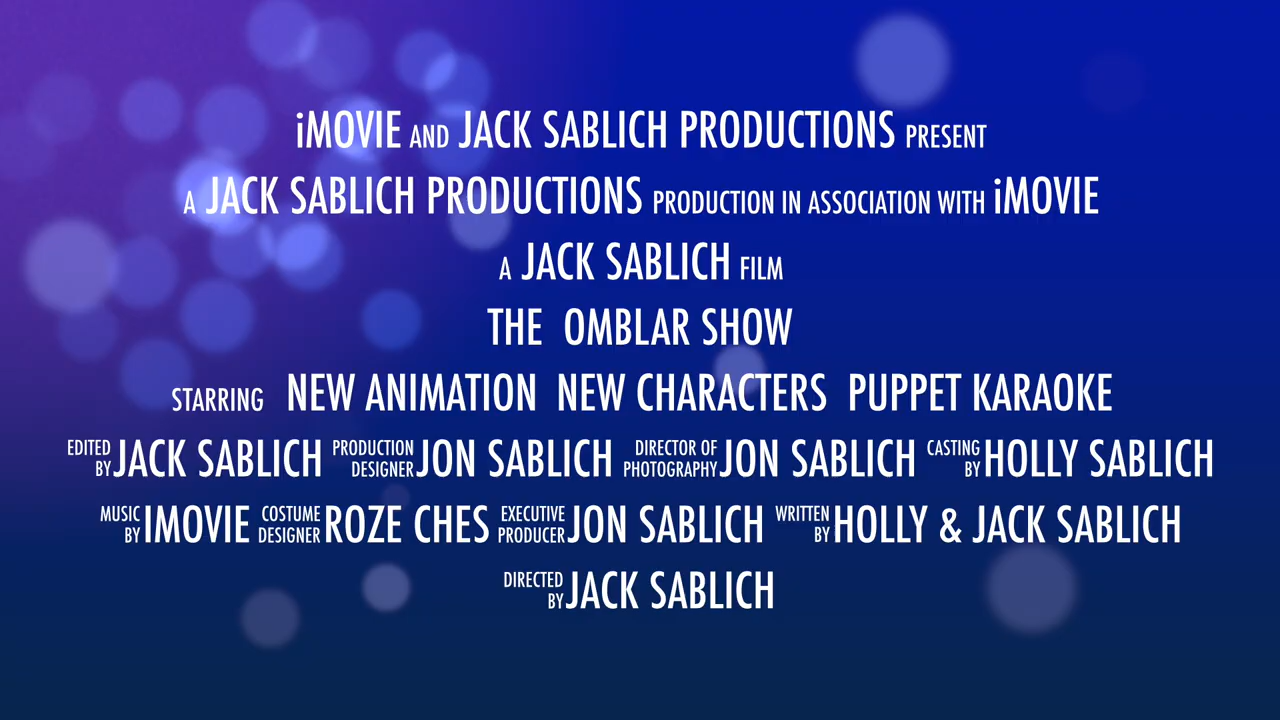 iMOVIE AND JACK SABLICH PRODUCTIONS PRESENT
A JACK SABLICH PRODUCTIONS PRODUCTION IN ASSOCIATION WITH iMOVIE
A JACK SABLICH FILM
THE OMBLAR SHOW
STARRING NEW ANIMATION NEW CHARACTERS PUPPET KARAOKE
EDITED BY JACK SABLICH PRODUCTION DESIGNER JON SABLICH DIRECTOR OF PHOTOGRAPHY JON SABLICH CASTING BY HOLLY SABLICH
MUSIC BY IMOVIE COSTUME DESIGNER ROZE CHES EXECUTIVE PRODUCER JON SABLICH WRITTEN BY HOLLY & JACK SABLICH
DIRECTED BY JACK SABLICH